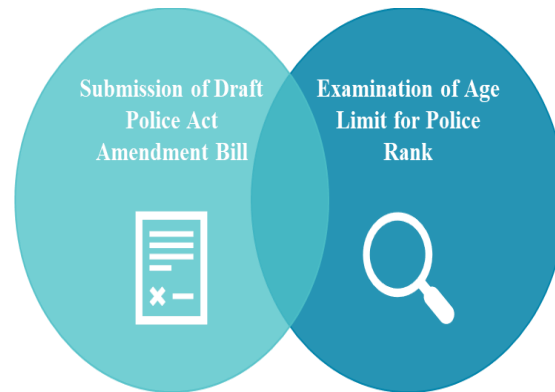 Submission of Draft
Police Act
Amendment Bill
Examination of Age
Limit for Police
Rank